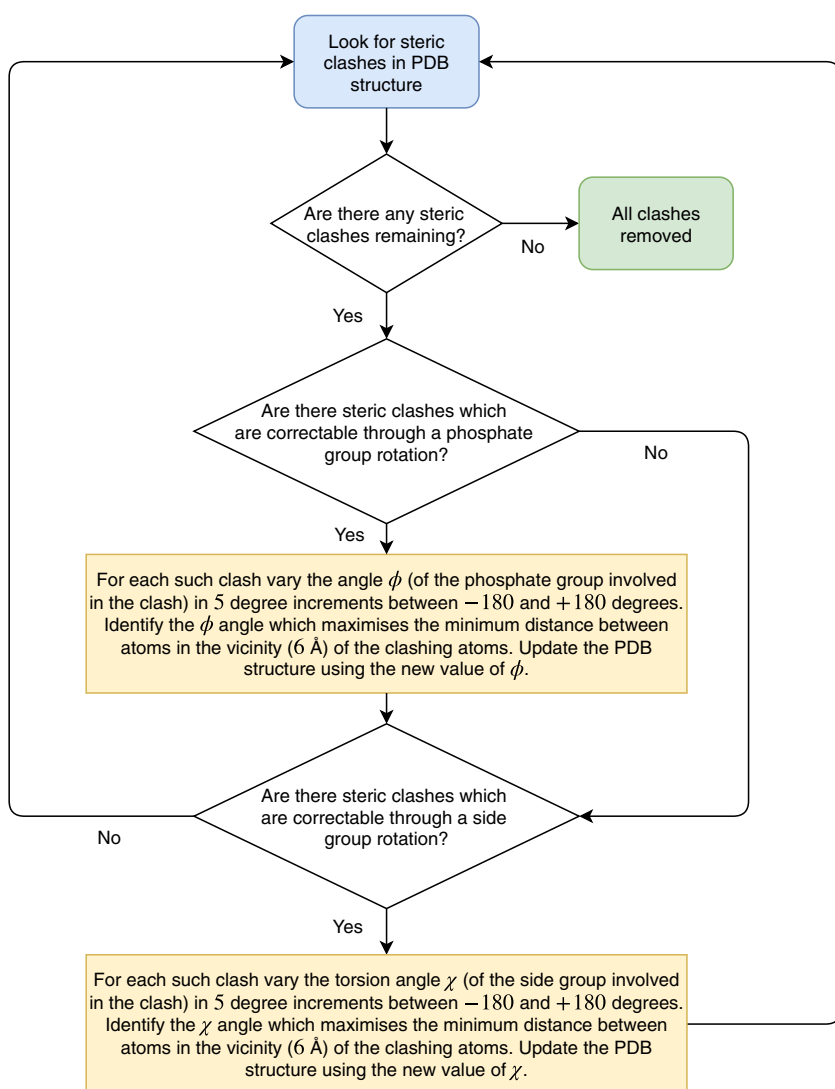 Look for steric
clashes in PDB
structure
Are there any steric
clashes remaining?
No
All clashes
removed
Yes
Are there steric clashes which
are correctable through a phosphate
group rotation?
No
Yes
For each such clash vary the angle ϕ (of the phosphate group involved
in the clash) in 5 degree increments between −180 and +180 degrees.
Identify the ϕ angle which maximises the minimum distance between
atoms in the vicinity (6 Å) of the clashing atoms. Update the PDB
structure using the new value of ϕ.
Are there steric clashes which
are correctable through a side
group rotation?
No
Yes
For each such clash vary the torsion angle χ (of the side group involved
in the clash) in 5 degree increments between −180 and +180 degrees.
Identify the χ angle which maximises the minimum distance between
atoms in the vicinity (6 Å) of the clashing atoms. Update the PDB
structure using the new value of χ.